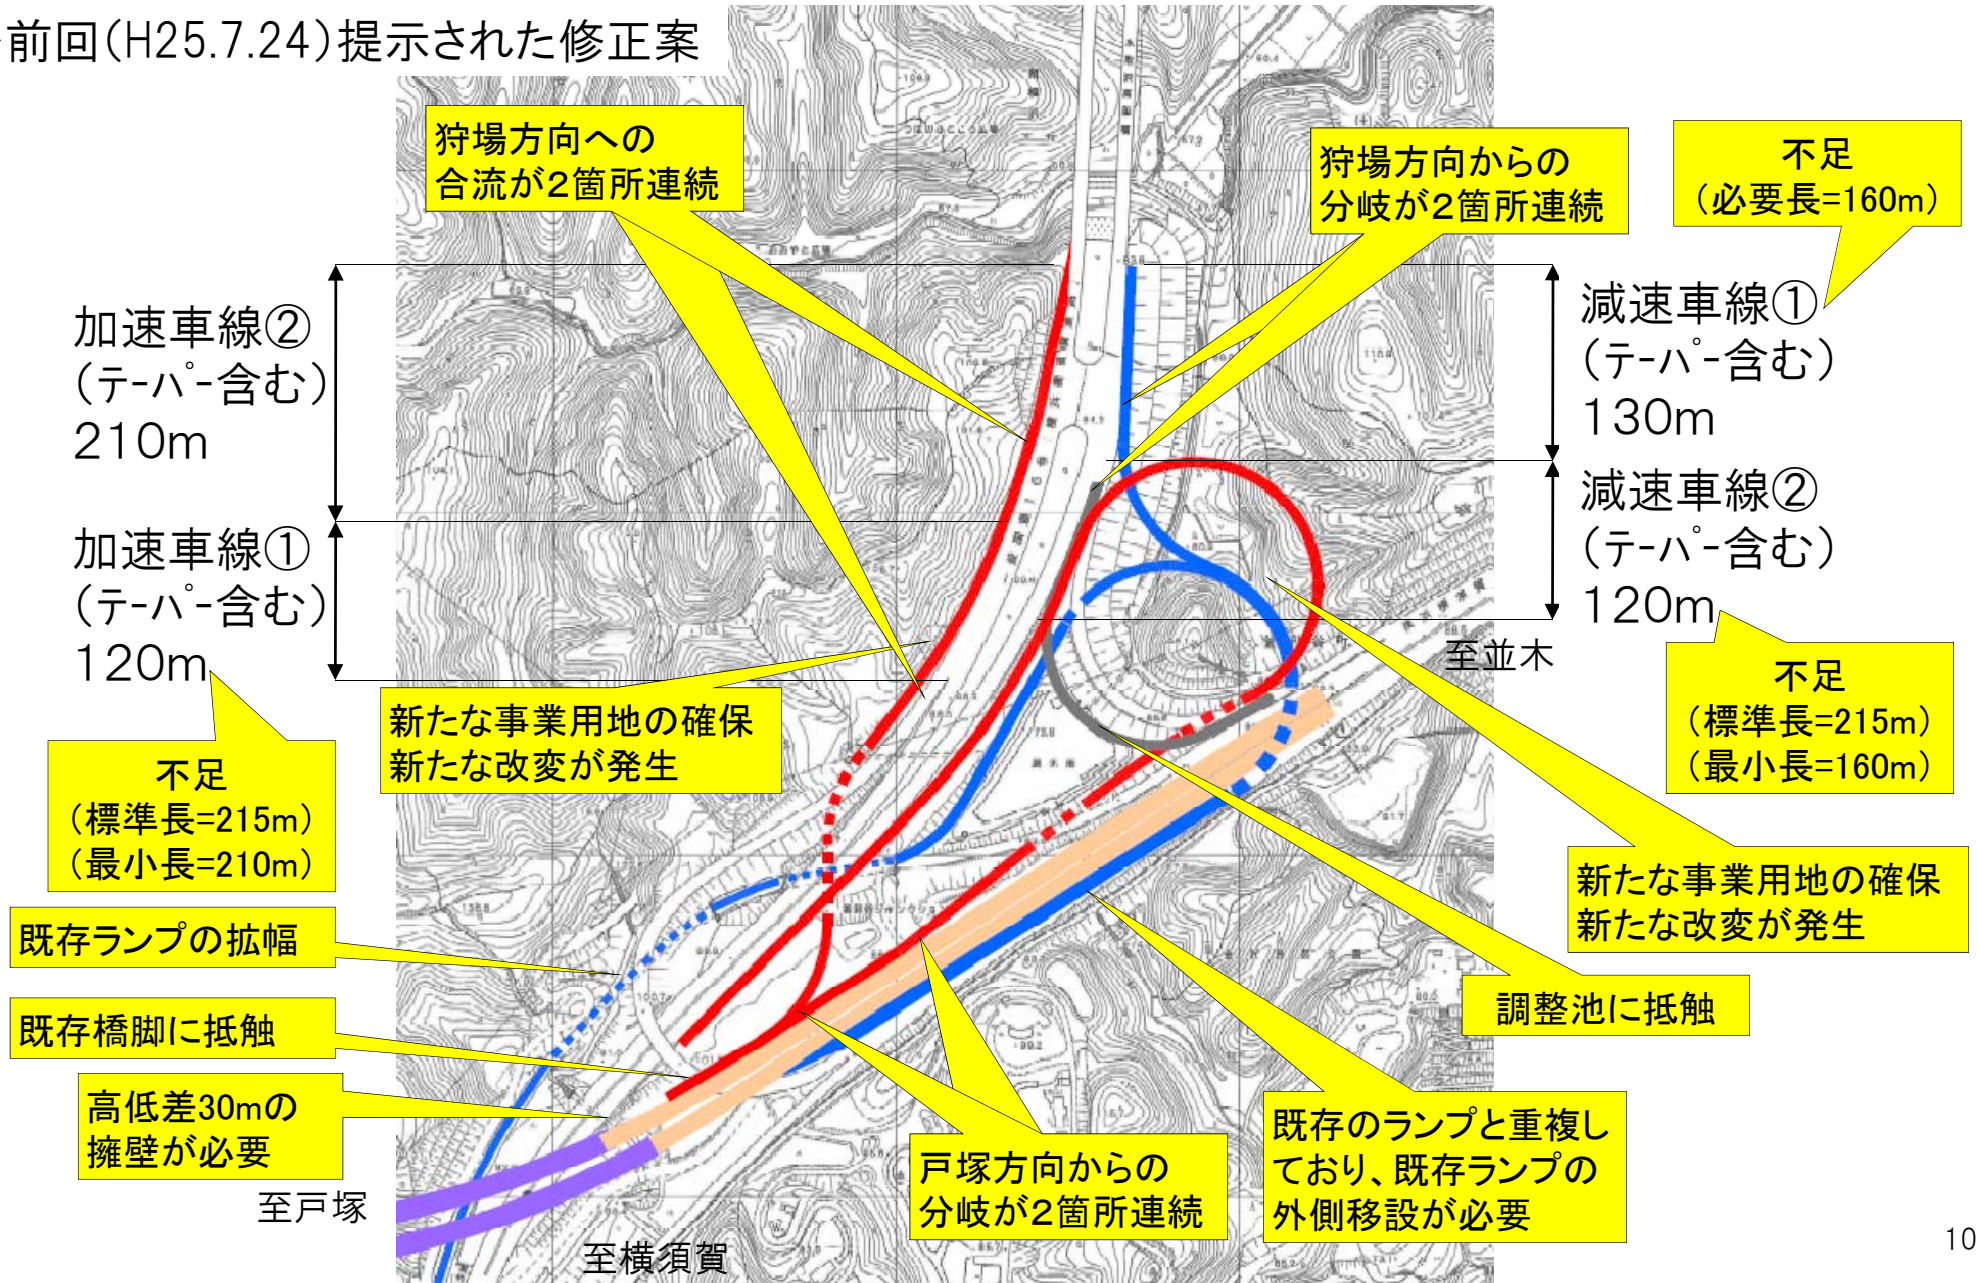 前回(H25.7.24)提示された修正案
狩場方向への
合流が2箇所連続
狩場方向からの
分岐が2箇所連続
不足
(必要長=160m)
加速車線②
(テーパー含む)
210m
加速車線①
(テーパー含む)
120m
減速車線①
(テーパー含む)
130m
減速車線②
(テーパー含む)
120m
至並木
不足
(標準長=215m)
(最小長=210m)
新たな事業用地の確保
新たな改変が発生
不足
(標準長=215m)
(最小長=160m)
既存ランプの拡幅
既存橋脚に抵触
高低差30mの
擁壁が必要
新たな事業用地の確保
新たな改変が発生
調整池に抵触
戸塚方向からの
分岐が2箇所連続
既存のランプと重複し
ており、既存ランプの
外側移設が必要
至戸塚
至横須賀
10